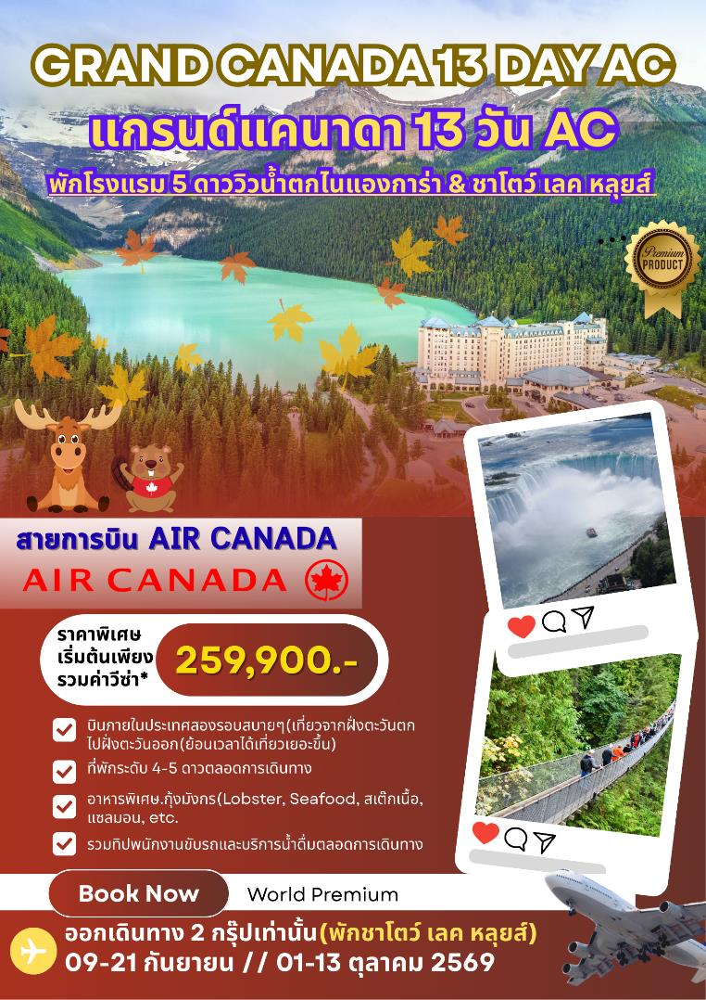 GRAND CANADA 13 DAY AC
แกรนด์แคนาดา 13 วัน AC
พักโรงแรม 5 ดาววิวน้ำตกไนแองการ่า & ชาโตว์ เลค หลุยส์
Premium
PRODUCT
สายการบิน AIR CANADA
AIR CANADA
ราคาพิเศษ
เริ่มต้นเพียง
รวมค่าวีซ่า*
259,900.-
บินภายในประเทศสองรอบสบายๆ(เที่ยวจากฝั่งตะวันตก
ไปฝั่งตะวันออก(ย้อนเวลาได้เที่ยวเยอะขึ้น)
ที่พักระดับ 4-5 ดาวตลอดการเดินทาง
อาหารพิเศษ.กุ้งมังกร(Lobster, Seafood, สเต๊กเนื้อ,
แซลมอน, etc.
รวมทิปพนักงานขับรถและบริการน้ำดื่มตลอดการเดินทาง
Book Now
World Premium
ออกเดินทาง 2 กรุ๊ปเท่านั้น(พักชาโตว์ เลค หลุยส์)
09-21 กันยายน // 01-13 ตุลาคม 2569